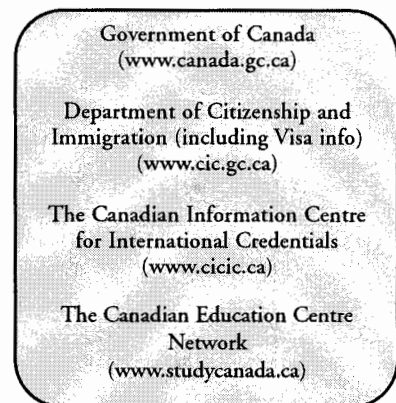 Government of Canada
(www.canada.gc.ca)
Department of Citizenship and
Immigration (including Visa info)
(www.cic.gc.ca)
The Canadian Information Centre
for International Credentials
(www.cicic.ca)
The Canadian Education Centre
Network
(www.studycanada.ca)